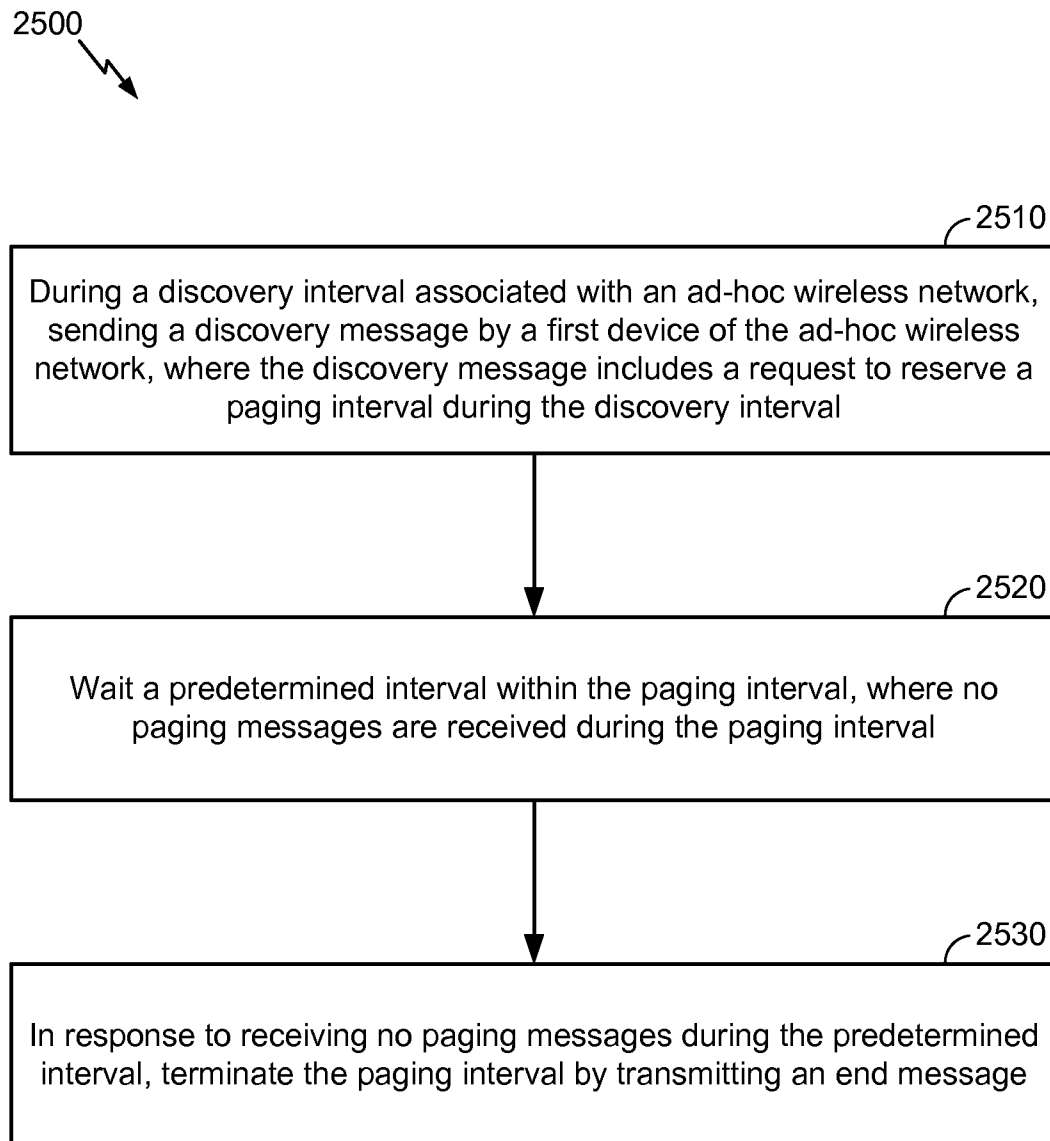 2500
2510
During a discovery interval associated with an ad-hoc wireless network,
sending a discovery message by a first device of the ad-hoc wireless
network, where the discovery message includes a request to reserve a
paging interval during the discovery interval
2520
Wait a predetermined interval within the paging interval, where no
paging messages are received during the paging interval
2530
In response to receiving no paging messages during the predetermined
interval, terminate the paging interval by transmitting an end message